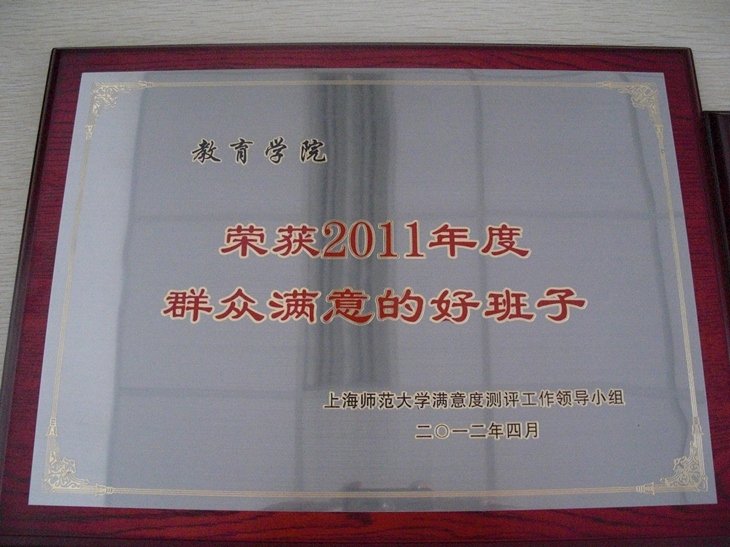 教育学院
荣获2011年度
群众满意的好班子
上海师范大学满意度测评工作领导小组
二〇一二年四月